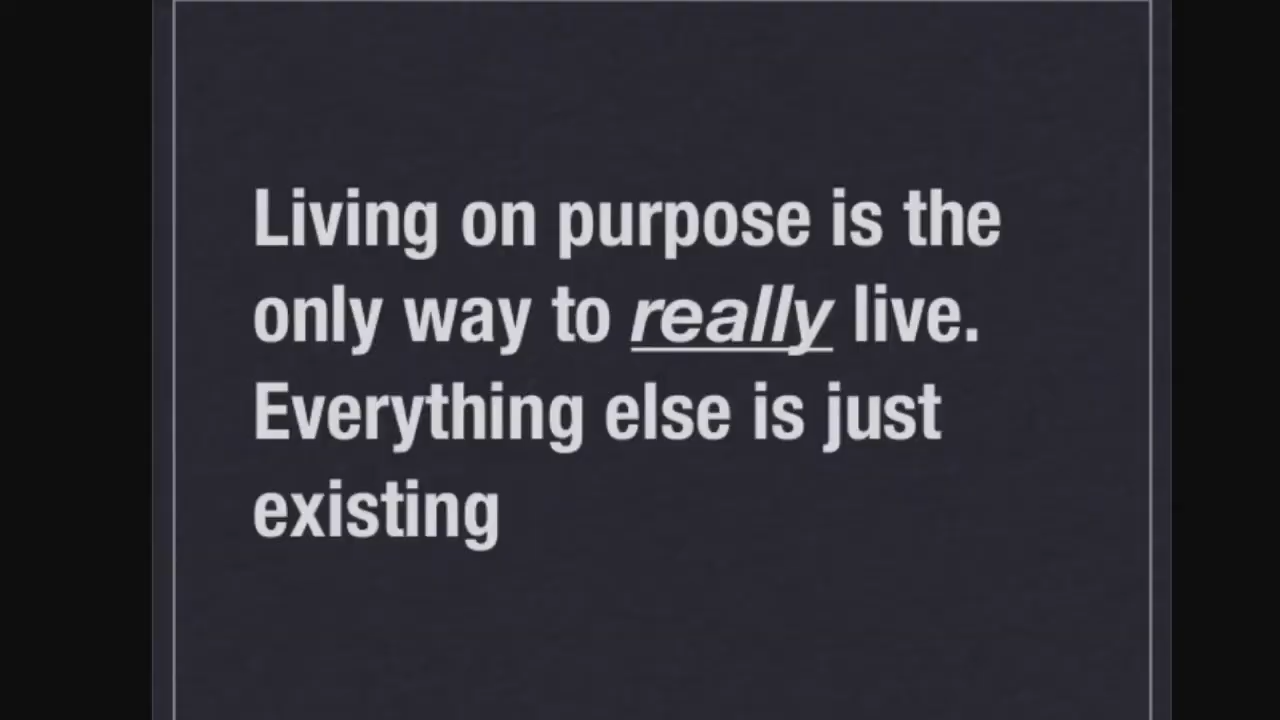 Living on purpose is the
only way to really live.
Everything else is just
existing